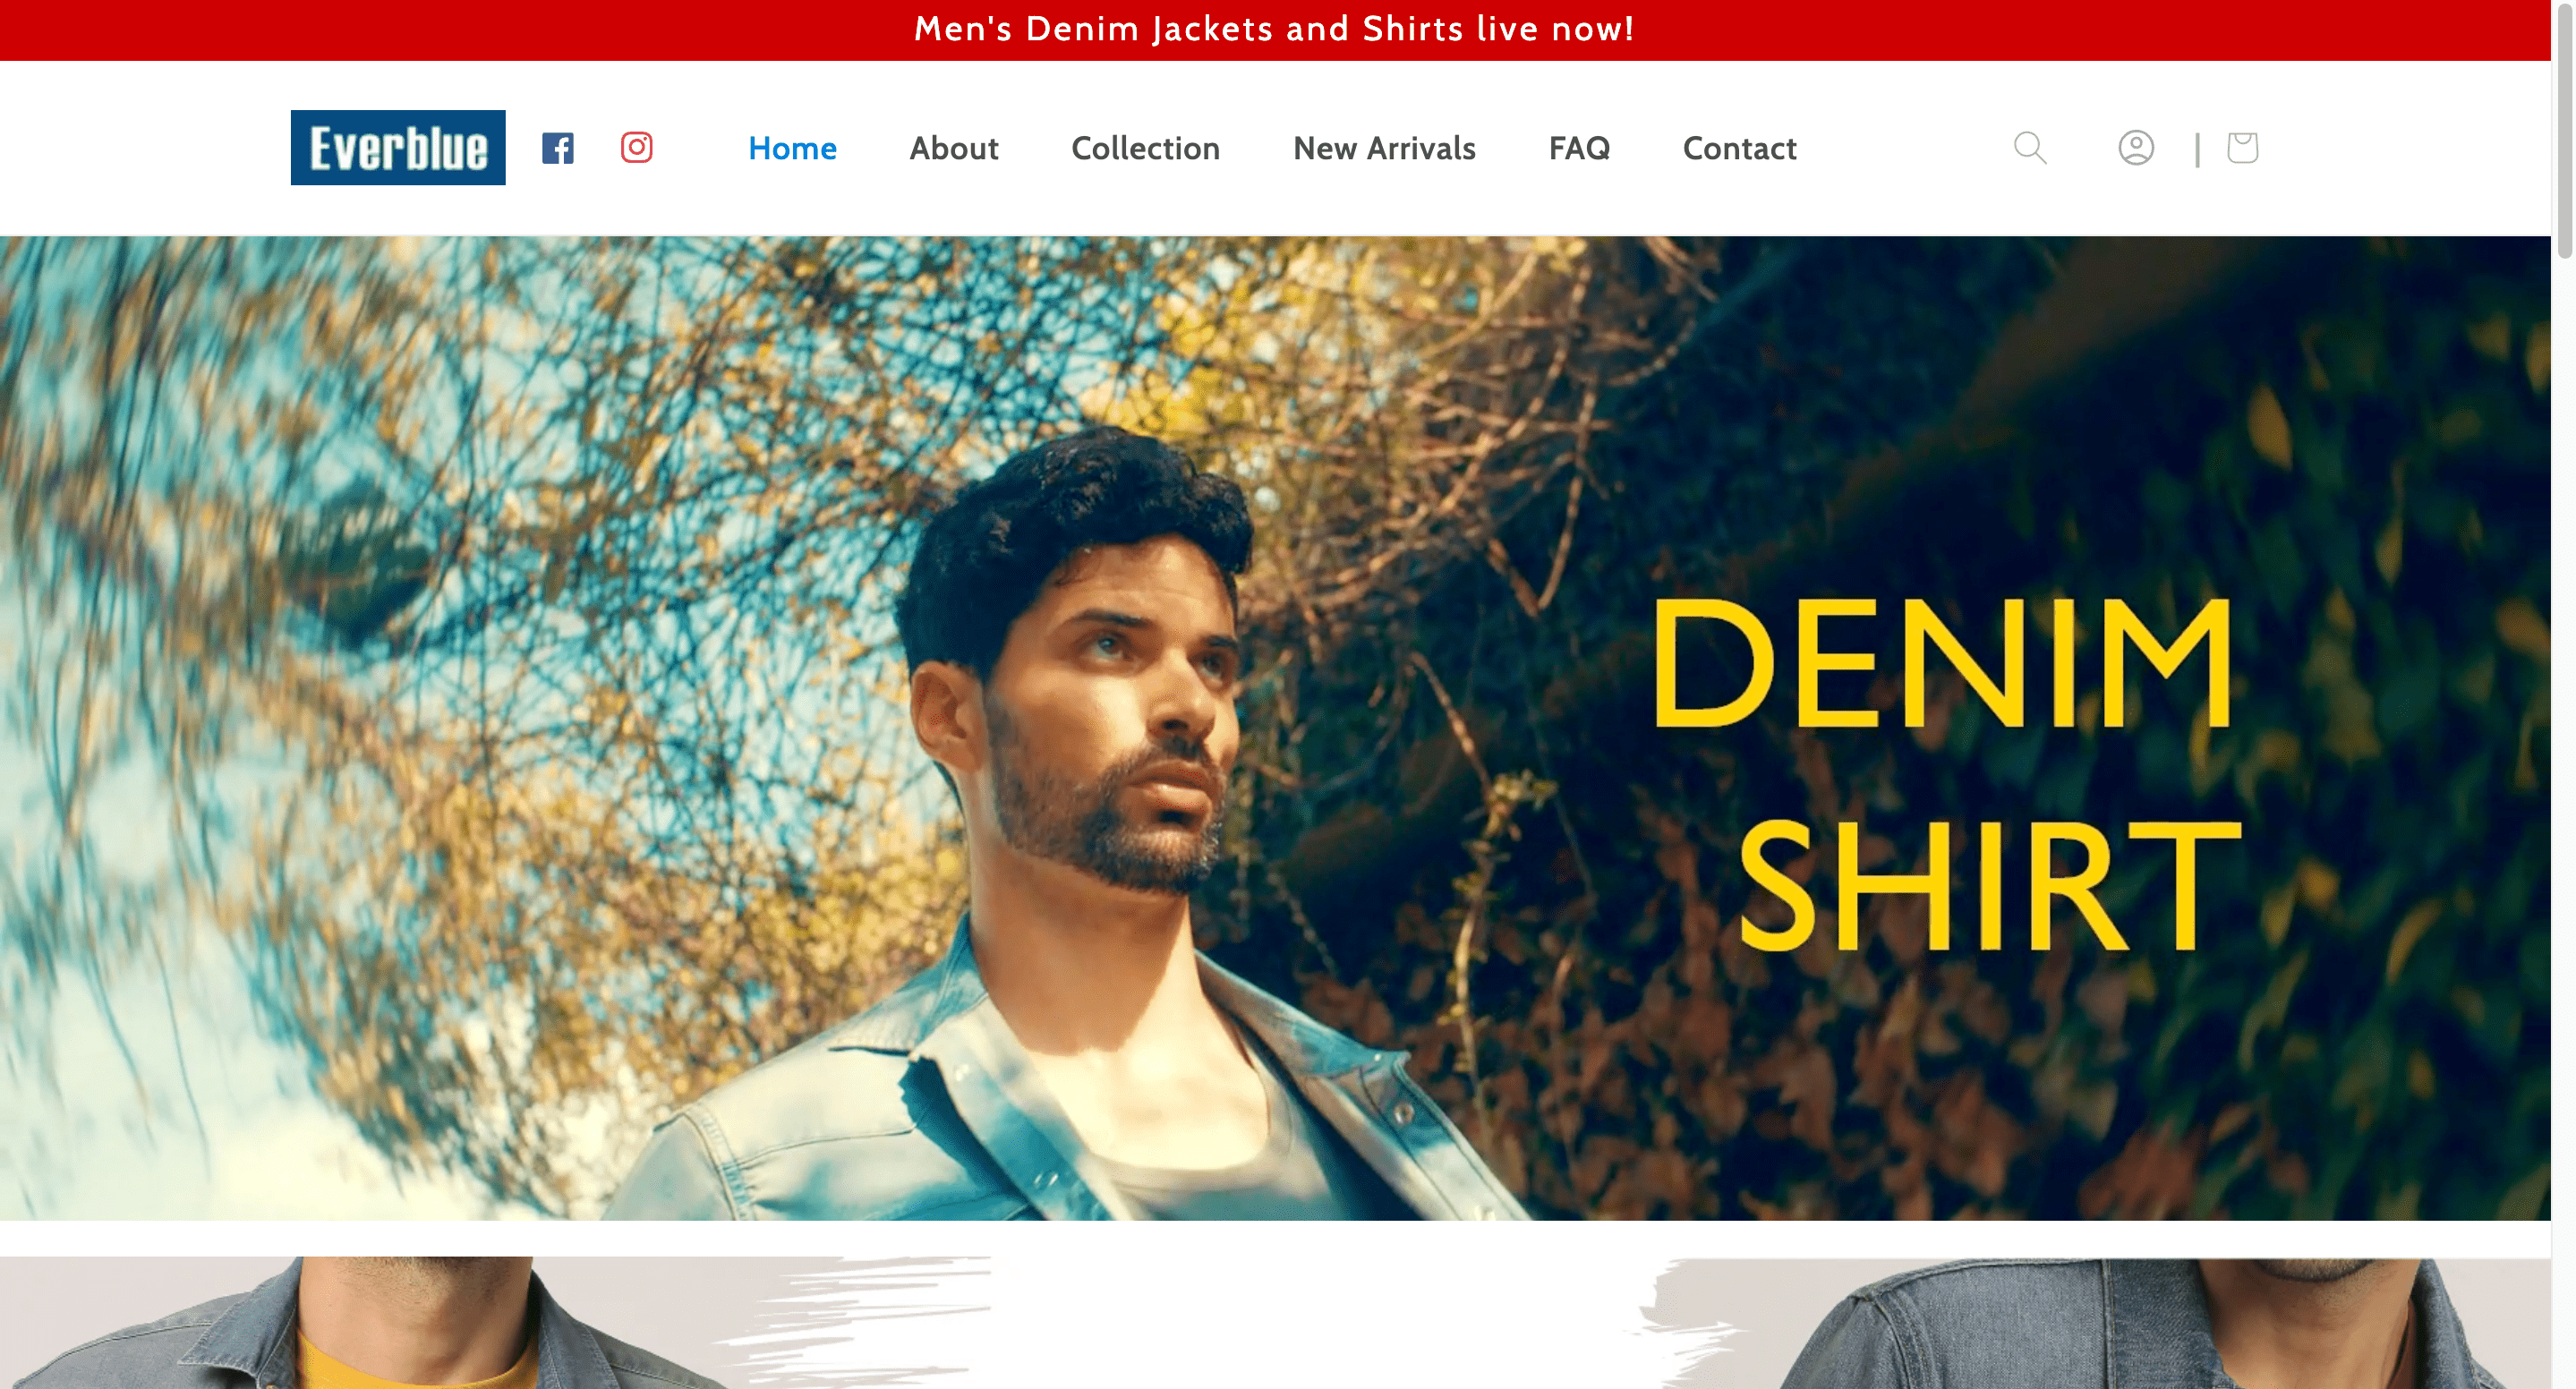 Men's Denim Jackets and Shirts live now!
Everblue
Home About Collection New Arrivals FAQ Contact
DENIM
SHIRT